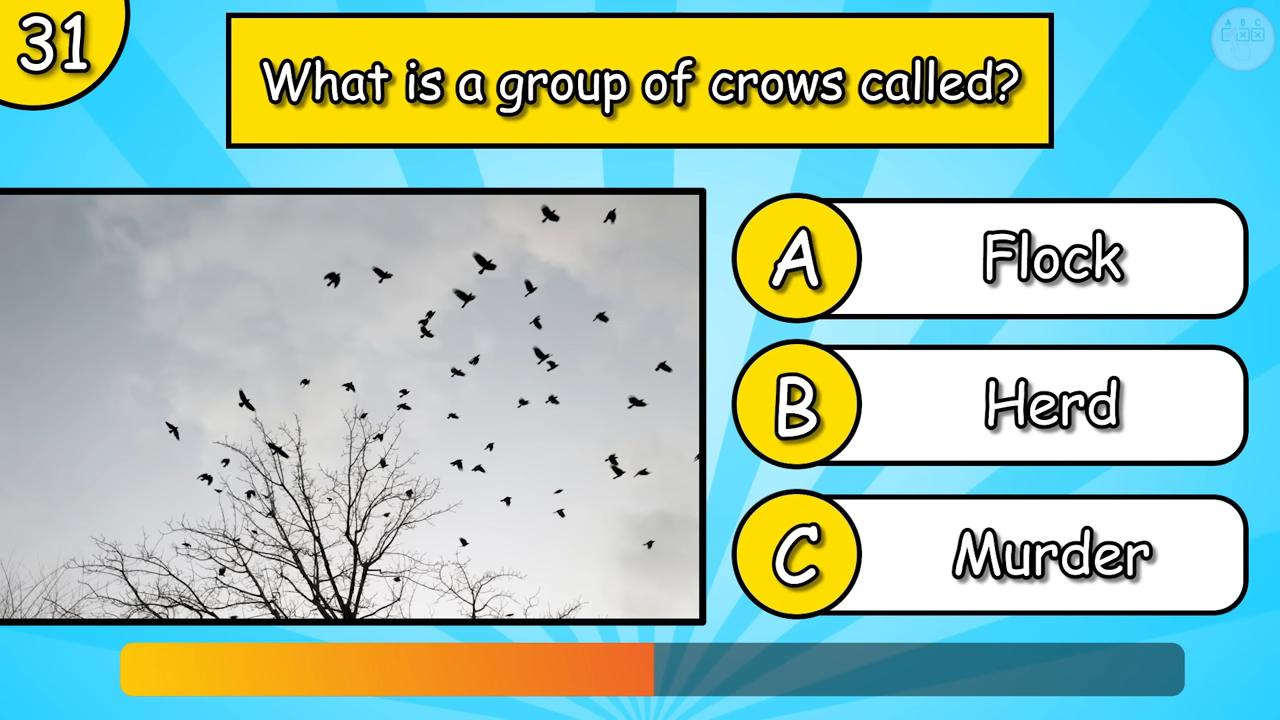 31
What is a group of crows called?
A B C
A
Flock
B
Herd
C
Murder